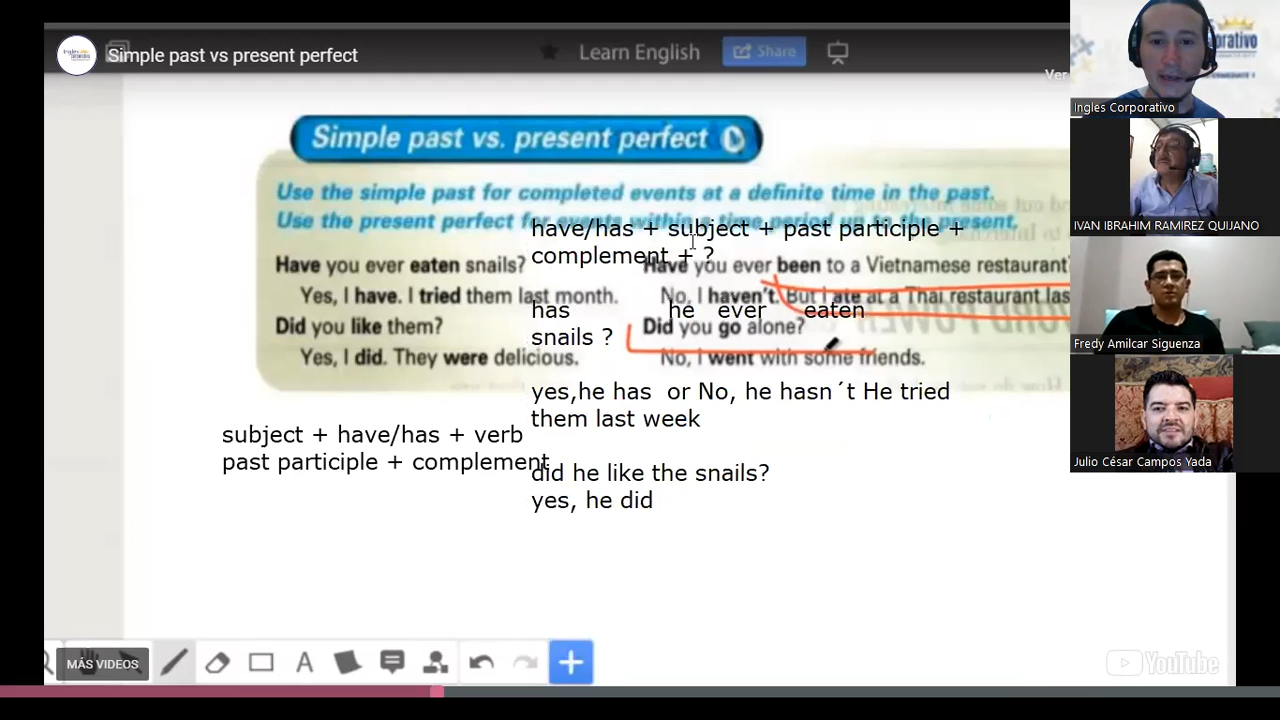 Simple past vs present perfect
Learn English
Share
Ver
Simple past vs. present perfect
Use the simple past for completed events at a definite time in the past.
Use the present perfect for events within a time period up to the present.
have/has + subject + past participle +
complement + ?
Have you ever eaten snails?
Have you ever been to a Vietnamese restaurant?
Yes, I have. I tried them last month.
No, I haven't. But I ate at a Thai restaurant las
has he ever eaten
snails ?
Did you like them?
Did you go alone?
Yes, I did. They were delicious.
No, I went with some friends.
yes,he has or No, he hasn´t He tried
them last week
subject + have/has + verb
past participle + complement
did he like the snails?
yes, he did
MÁS VIDEOS
YouTube
Ingles Corporativo
IVAN IBRAHIM RAMIREZ QUIJANO
Fredy Amilcar Siguenza
Julio César Campos Yada